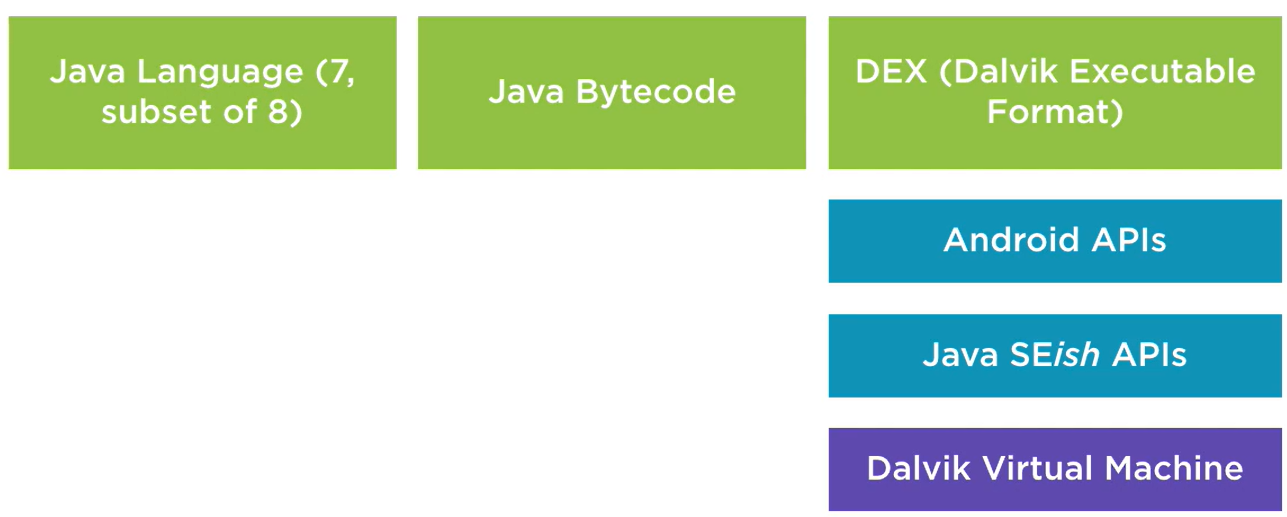 Java Language (7,
subset of 8)
Java Bytecode
DEX (Dalvik Executable
Format)
Android APIs
Java SEish APIs
Dalvik Virtual Machine